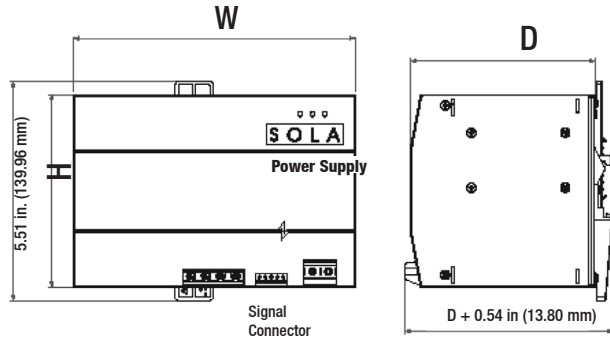 W
D
H
5.51 in. (139.96 mm)
SOLA
Power Supply
Signal
Connector
D + 0.54 in (13.80 mm)